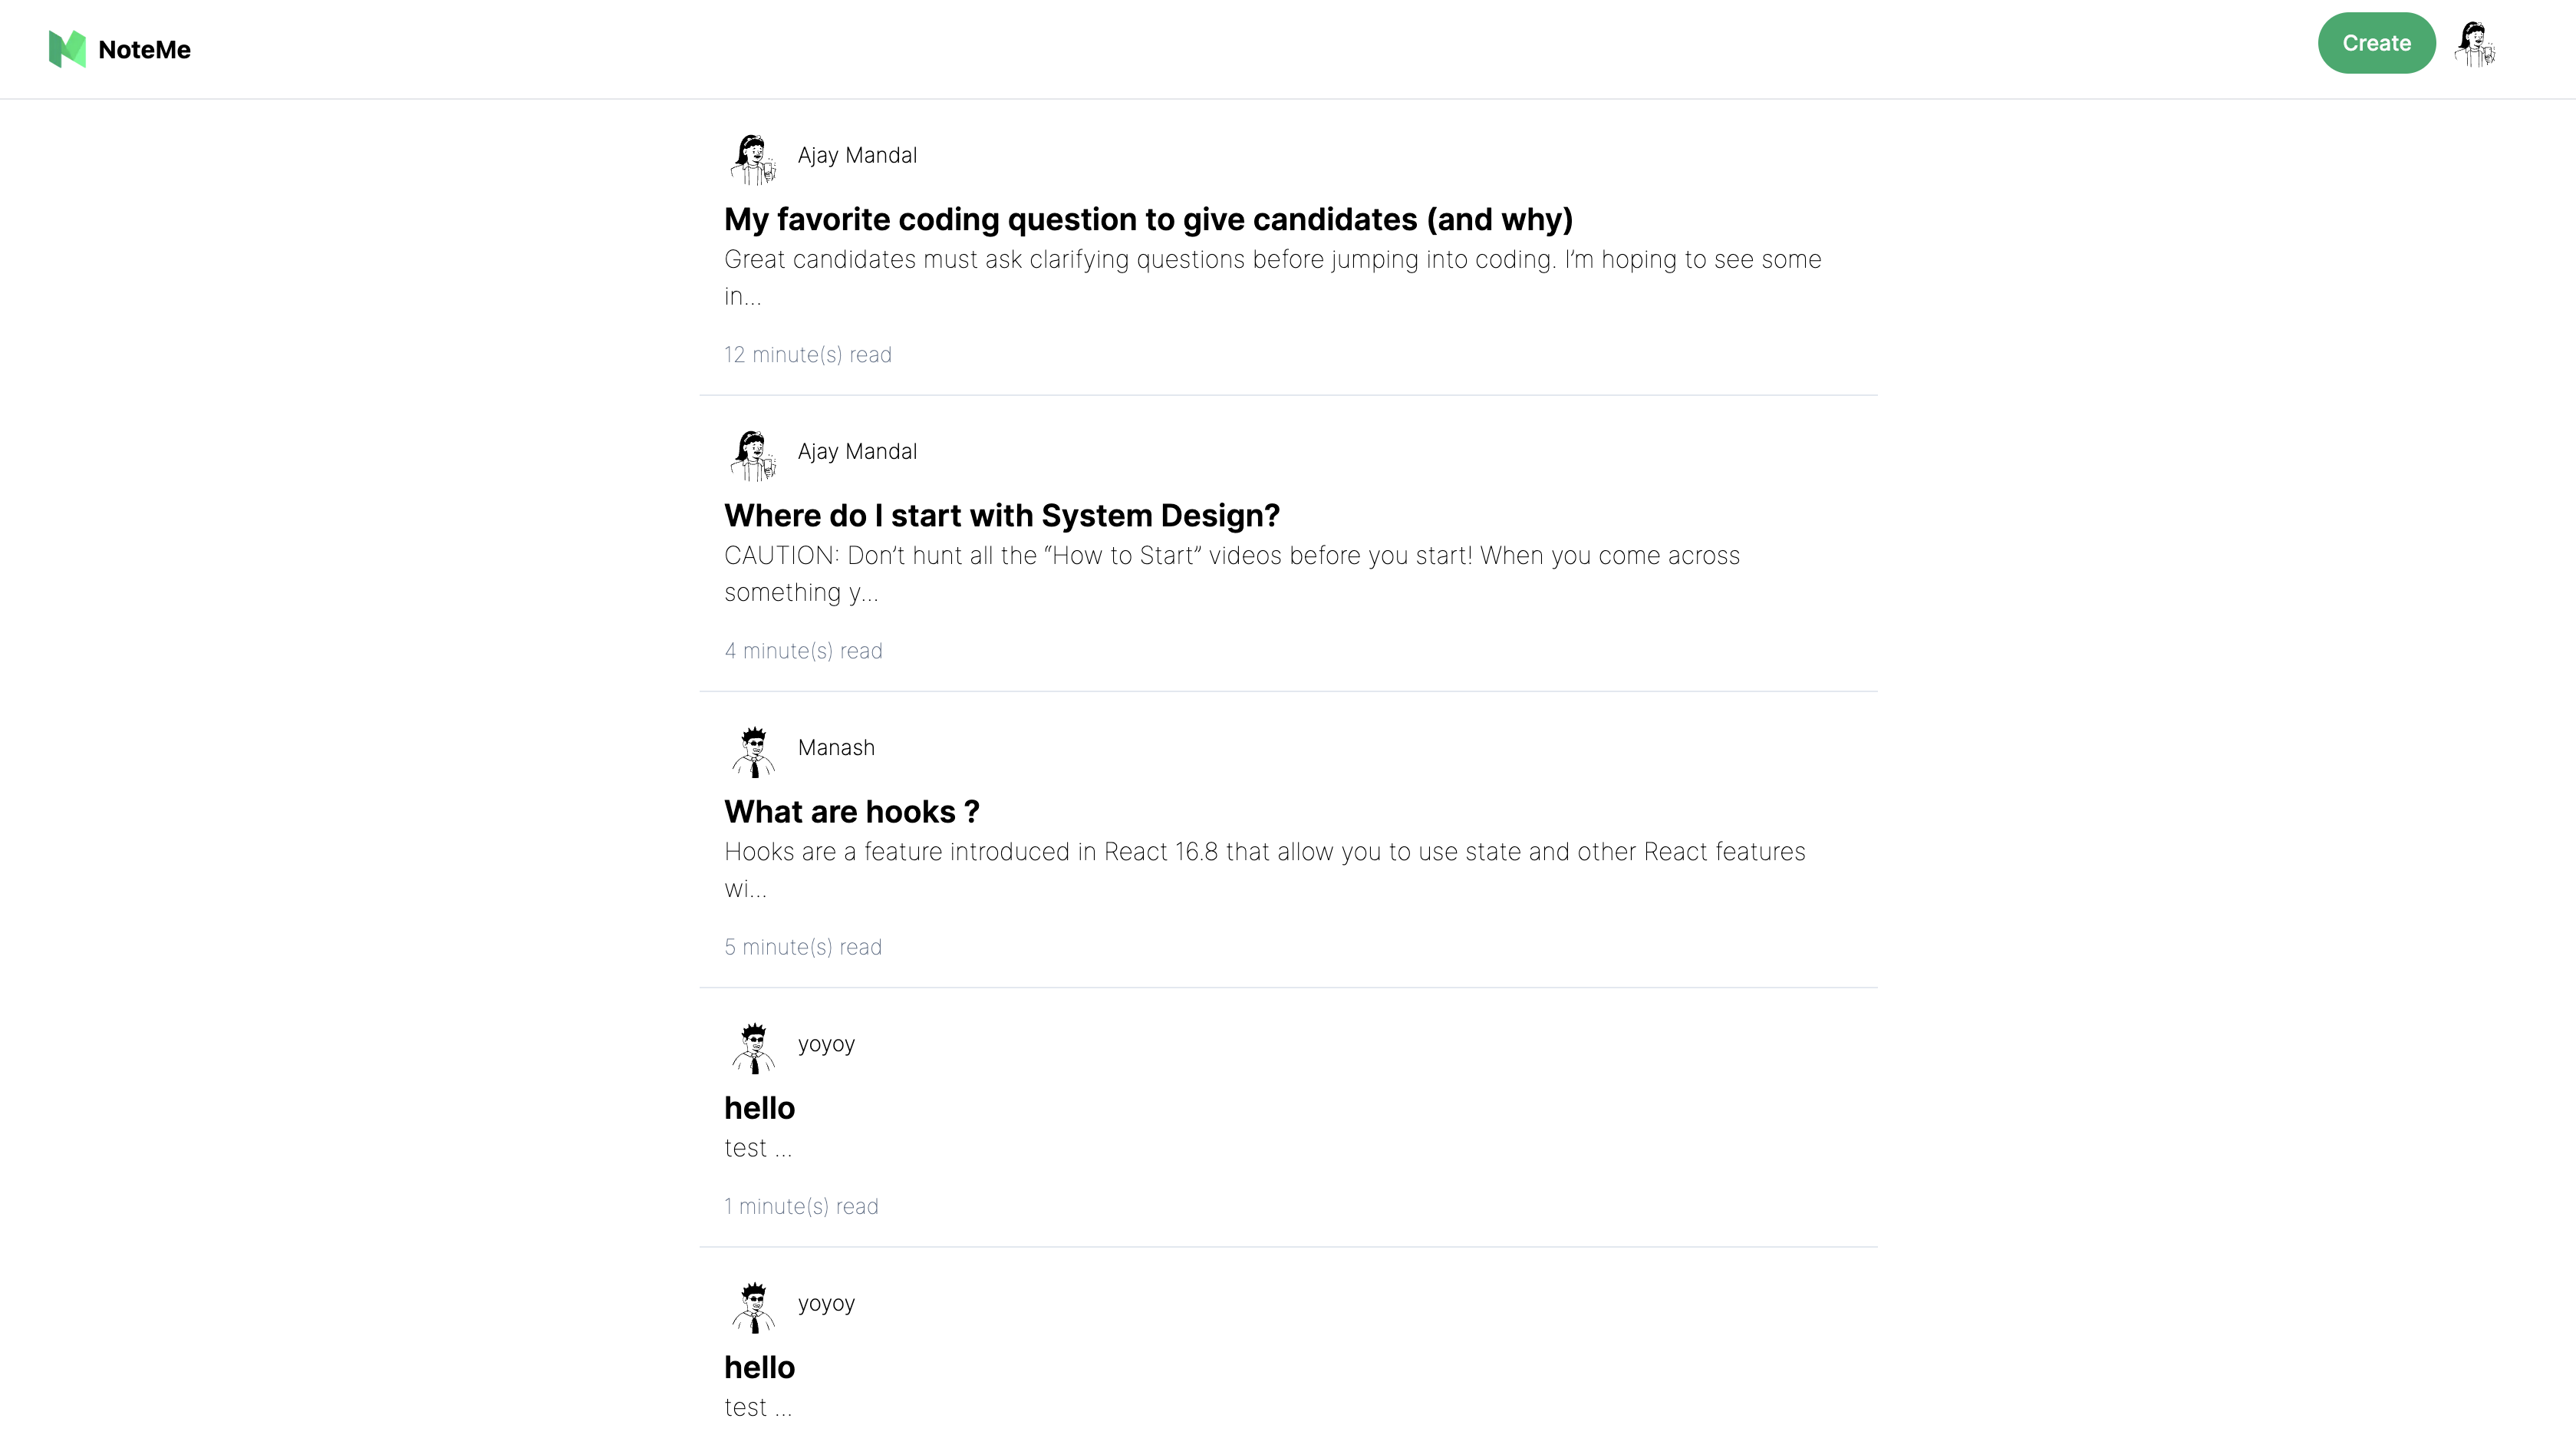 NoteMe
Create
Ajay Mandal
My favorite coding question to give candidates (and why)
Great candidates must ask clarifying questions before jumping into coding. I’m hoping to see some
in...
12 minute(s) read
Ajay Mandal
Where do I start with System Design?
CAUTION: Don’t hunt all the “How to Start” videos before you start! When you come across
something y...
4 minute(s) read
Manash
What are hooks ?
Hooks are a feature introduced in React 16.8 that allow you to use state and other React features
wi...
5 minute(s) read
yoyoy
hello
test ...
1 minute(s) read
yoyoy
hello
test ...